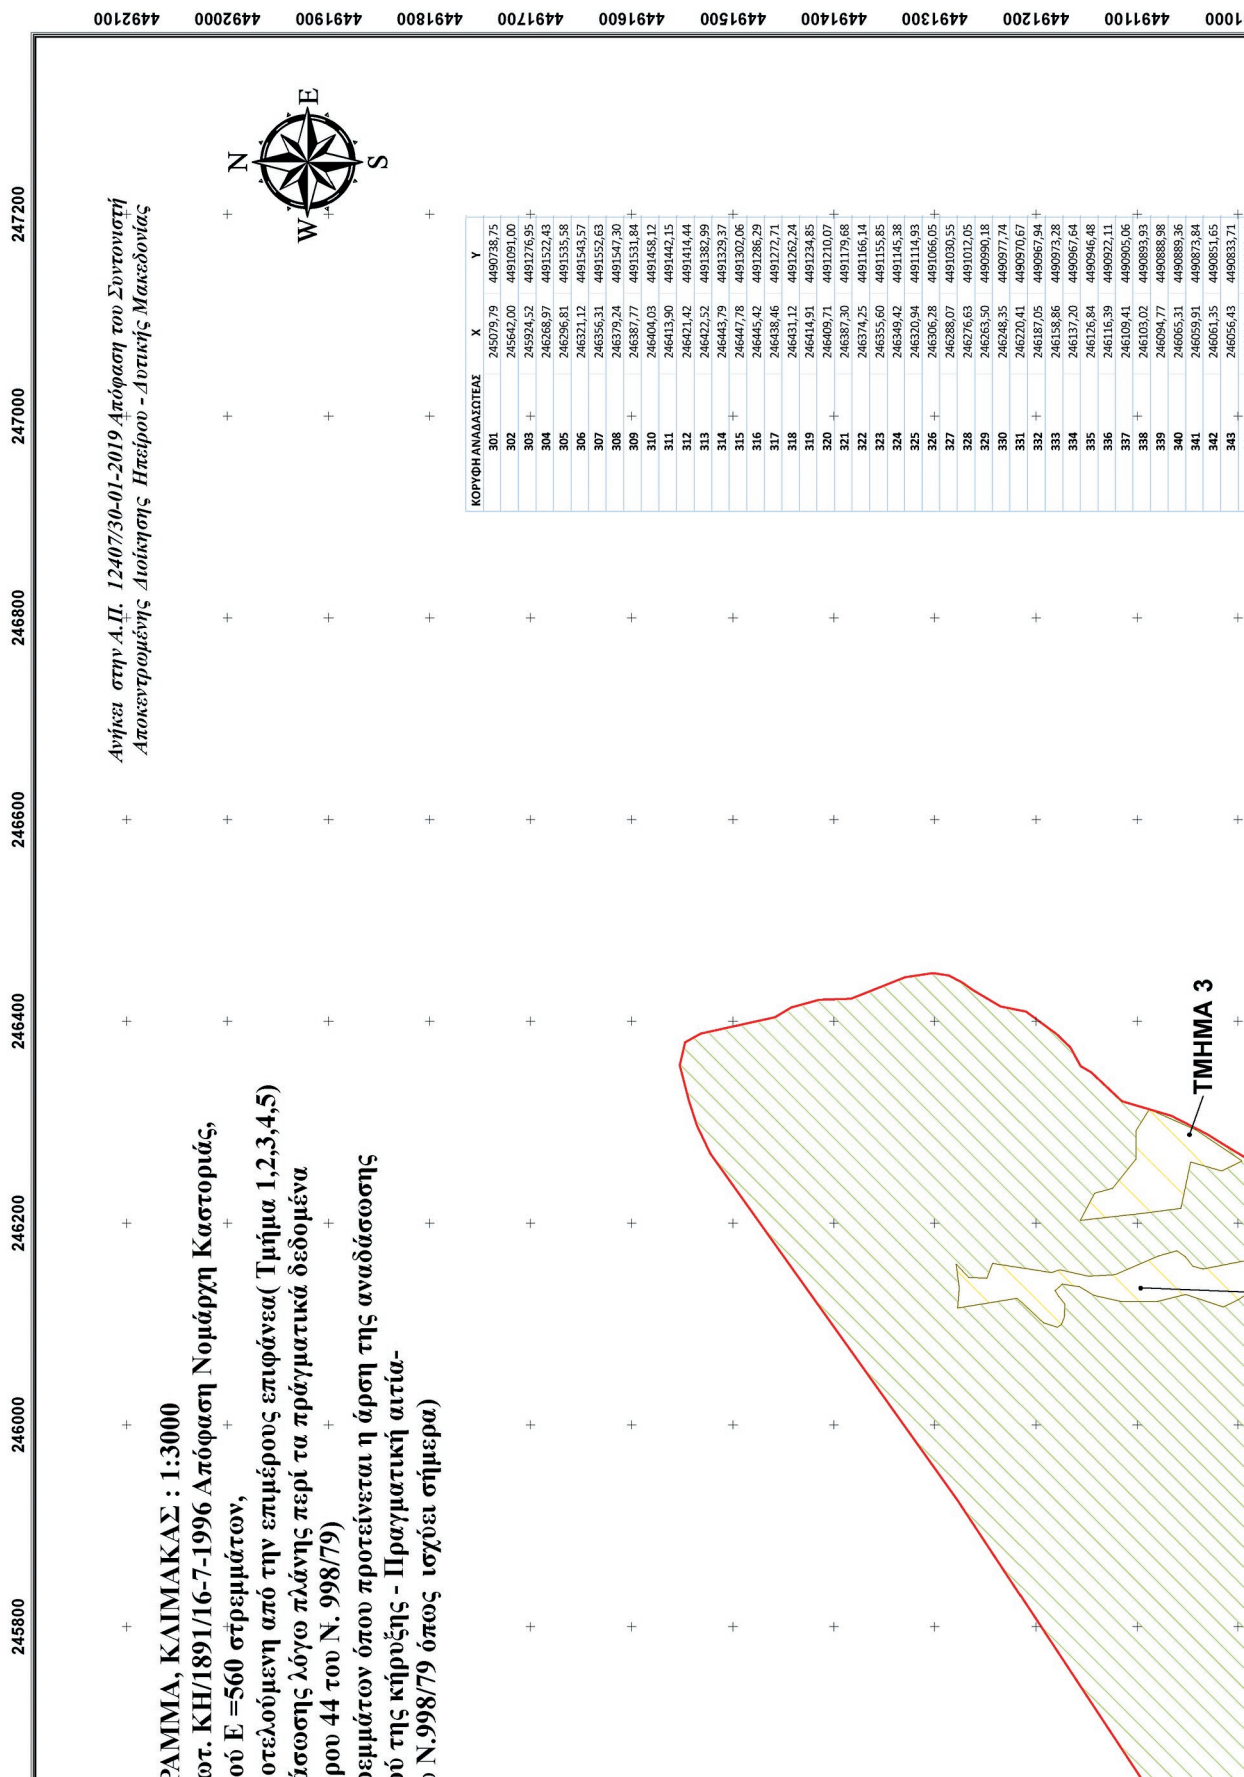 4492100
4492000
4491900
4491800
4491700
4491600
4491500
4491400
4491300
4491200
4491100
247200
247000
246800
246600
246400
246200
246000
245800
Ανήκει στην Α.Π. 12407/30-01-2019 Απόφαση του Συντονιστή
Αποκεντρωμένης Διοίκησης Ηπείρου - Δυτικής Μακεδονίας
N
E
S
W
ΡΑΜΜΑ, ΚΛΙΜΑΚΑΣ : 1:3000
ωτ. ΚΗ/1891/16-7-1996 Απόφαση Νομάρχη Καστοριάς,
ού Ε =560 στρεμμάτων,
οτελούμενη από την επιμέρους επιφάνεα( Τμήμα 1,2,3,4,5)
άσωσης λόγω πλάνης περί τα πράγματικά δεδομένα
ρου 44 του Ν. 998/79)
ρεμμάτων όπου προτείνεται η άρση της αναδάσωσης
ού της κήρυξης - Πραγματική αιτία-
Ν.998/79 όπως ισχύει σήμερα)
ΚΟΡΥΦΗ ΑΝΑΔΑΣΩΤΕΑΣ X Y
301 245079,79 4490738,75
302 245642,00 4491091,00
303 245924,52 4491276,95
304 246268,97 4491522,43
305 246296,81 4491535,58
306 246321,12 4491543,57
307 246356,31 4491552,63
308 246379,24 4491547,30
309 246387,77 4491531,84
310 246404,03 4491458,12
311 246413,90 4491442,15
312 246421,42 4491414,44
313 246422,52 4491382,99
314 246443,79 4491329,37
315 246447,78 4491302,06
316 246445,42 4491286,29
317 246438,46 4491272,71
318 246431,12 4491262,24
319 246414,91 4491234,85
320 246409,71 4491210,07
321 246387,30 4491179,68
322 246374,25 4491166,14
323 246355,60 4491155,85
324 246349,42 4491145,38
325 246320,94 4491114,93
326 246306,28 4491066,05
327 246288,07 4491030,55
328 246276,63 4491012,05
329 246263,50 4490990,18
330 246248,35 4490977,74
331 246220,41 4490970,67
332 246187,05 4490967,94
333 246158,86 4490973,28
334 246137,20 4490967,64
335 246126,84 4490946,48
336 246116,39 4490922,11
337 246109,41 4490905,06
338 246103,02 4490893,93
339 246094,77 4490888,98
340 246065,31 4490889,36
341 246059,91 4490873,84
342 246061,35 4490851,65
343 246056,43 4490833,71
ΤΜΗΜΑ 3